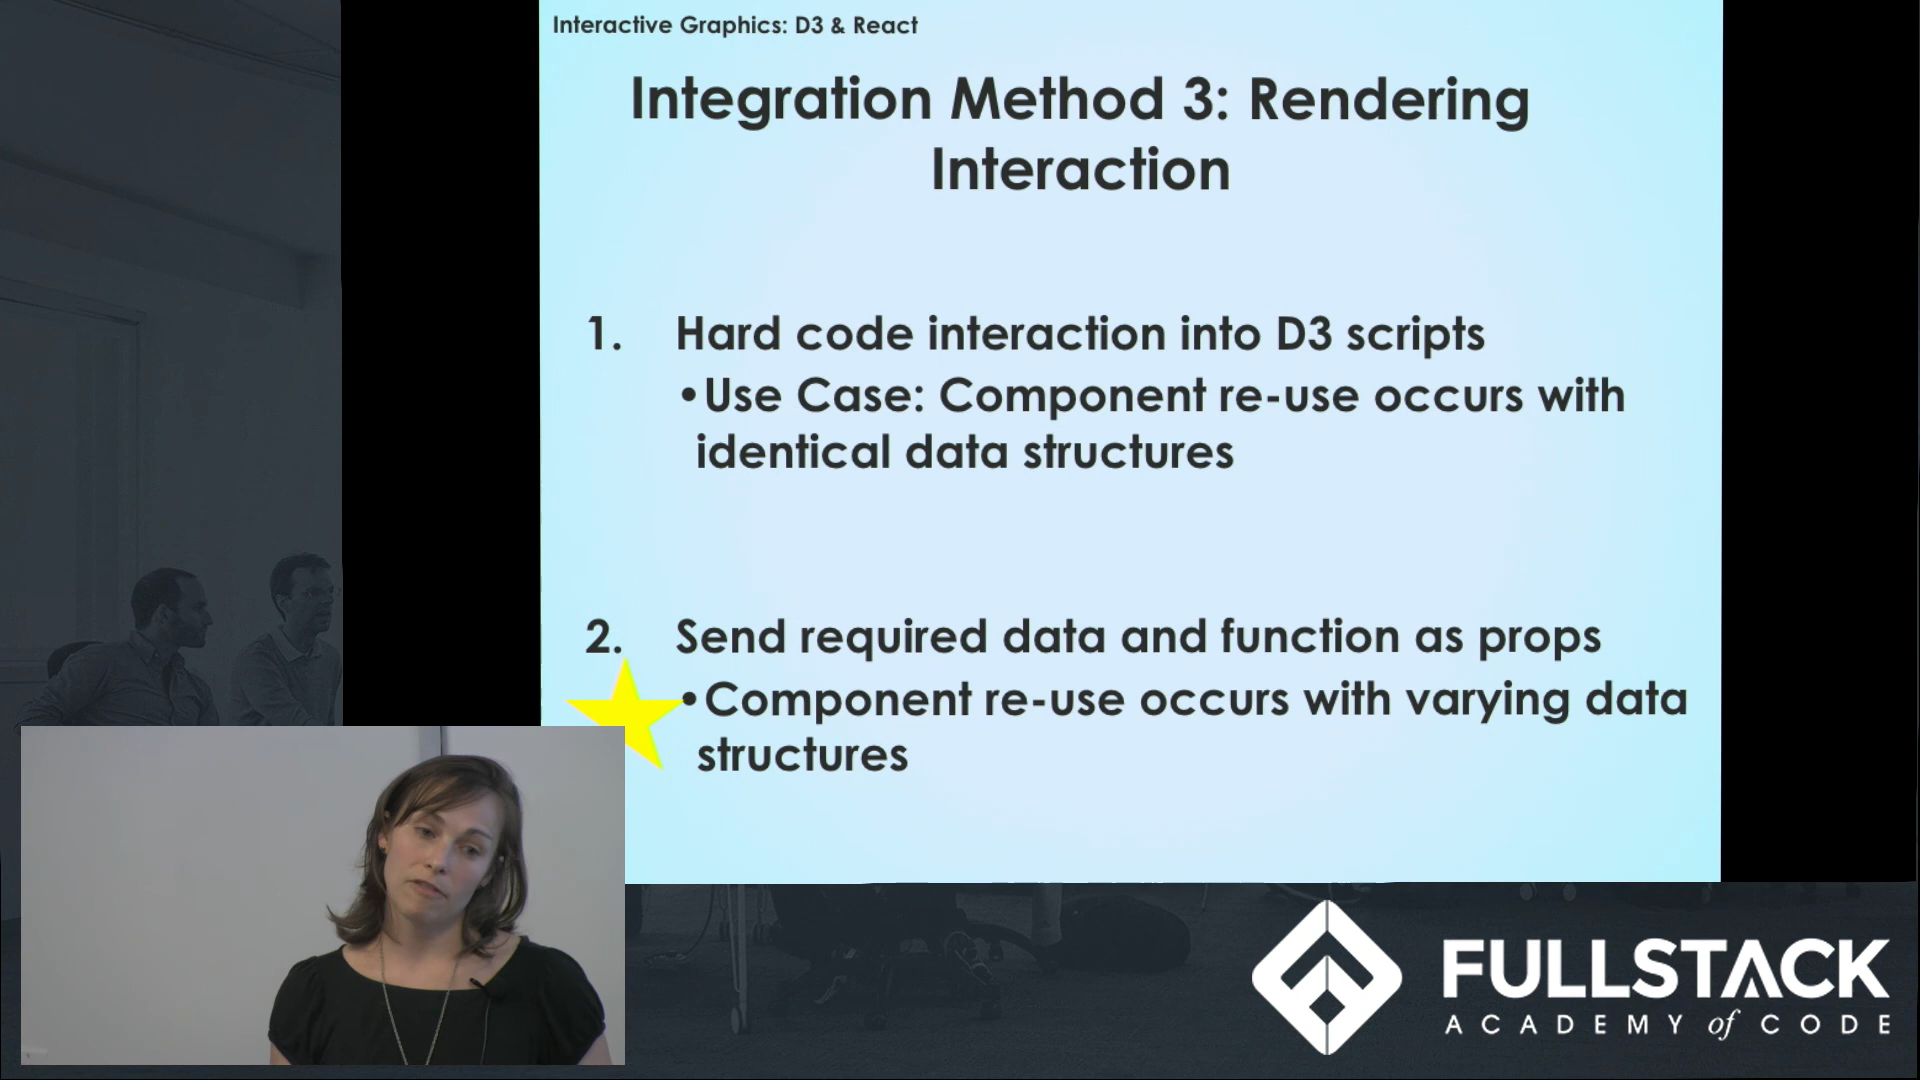 Interactive Graphics: D3 & React
Integration Method 3: Rendering
Interaction
1. Hard code interaction into D3 scripts
•Use Case: Component re-use occurs with
identical data structures
2. Send required data and function as props
•Component re-use occurs with varying data
structures
FULLSTACK
ACADEMY of CODE